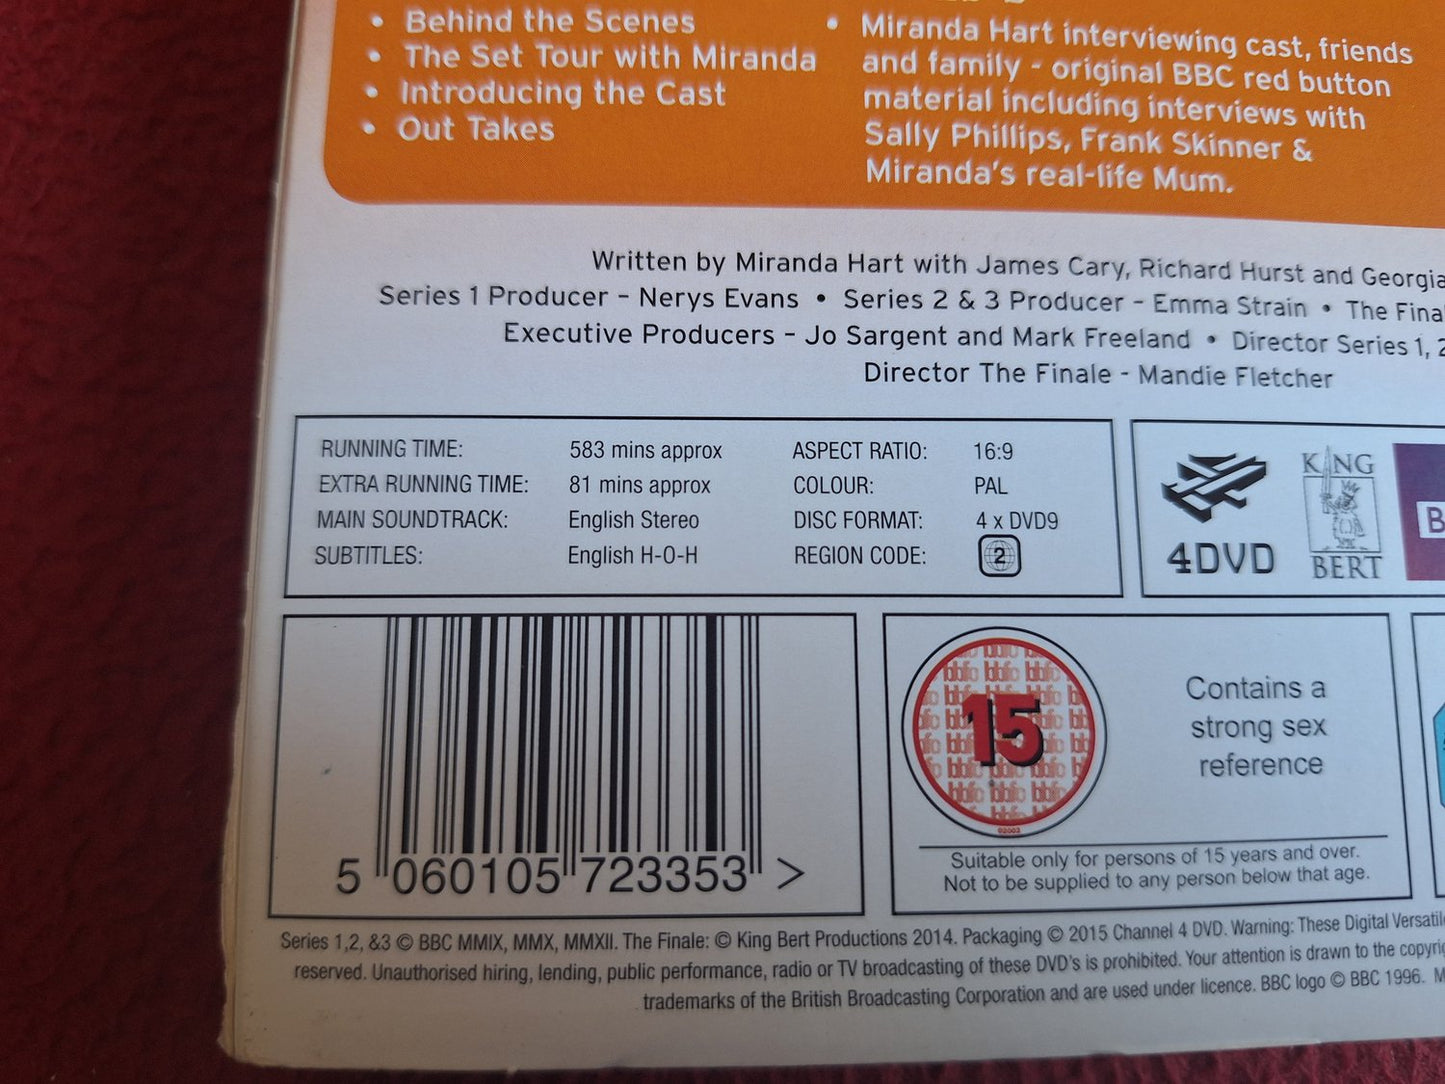 • Behind the Scenes
• The Set Tour with Miranda
• Introducing the Cast
• Out Takes
• Miranda Hart interviewing cast, friends
and family - original BBC red button
material including interviews with
Sally Phillips, Frank Skinner &
Miranda's real-life Mum.
Written by Miranda Hart with James Cary, Richard Hurst and Georgia
Series 1 Producer - Nerys Evans • Series 2 & 3 Producer - Emma Strain • The Fina
Executive Producers - Jo Sargent and Mark Freeland • Director Series 1, 2
Director The Finale - Mandie Fletcher
RUNNING TIME: 583 mins approx
EXTRA RUNNING TIME: 81 mins approx
MAIN SOUNDTRACK: English Stereo
SUBTITLES: English H-O-H
ASPECT RATIO: 16:9
COLOUR: PAL
DISC FORMAT: 4 x DVD9
REGION CODE: 2
4DVD
KING
BERT
B
5 060105 723353 >
15
Contains a
strong sex
reference
Suitable only for persons of 15 years and over.
Not to be supplied to any person below that age.
Series 1,2, &3 © BBC MMIX, MMX, MMXII. The Finale: © King Bert Productions 2014. Packaging © 2015 Channel 4 DVD. Warning: These Digital Versatil
reserved. Unauthorised hiring, lending, public performance, radio or TV broadcasting of these DVD's is prohibited. Your attention is drawn to the copyri
trademarks of the British Broadcasting Corporation and are used under licence. BBC logo © BBC 1996. M